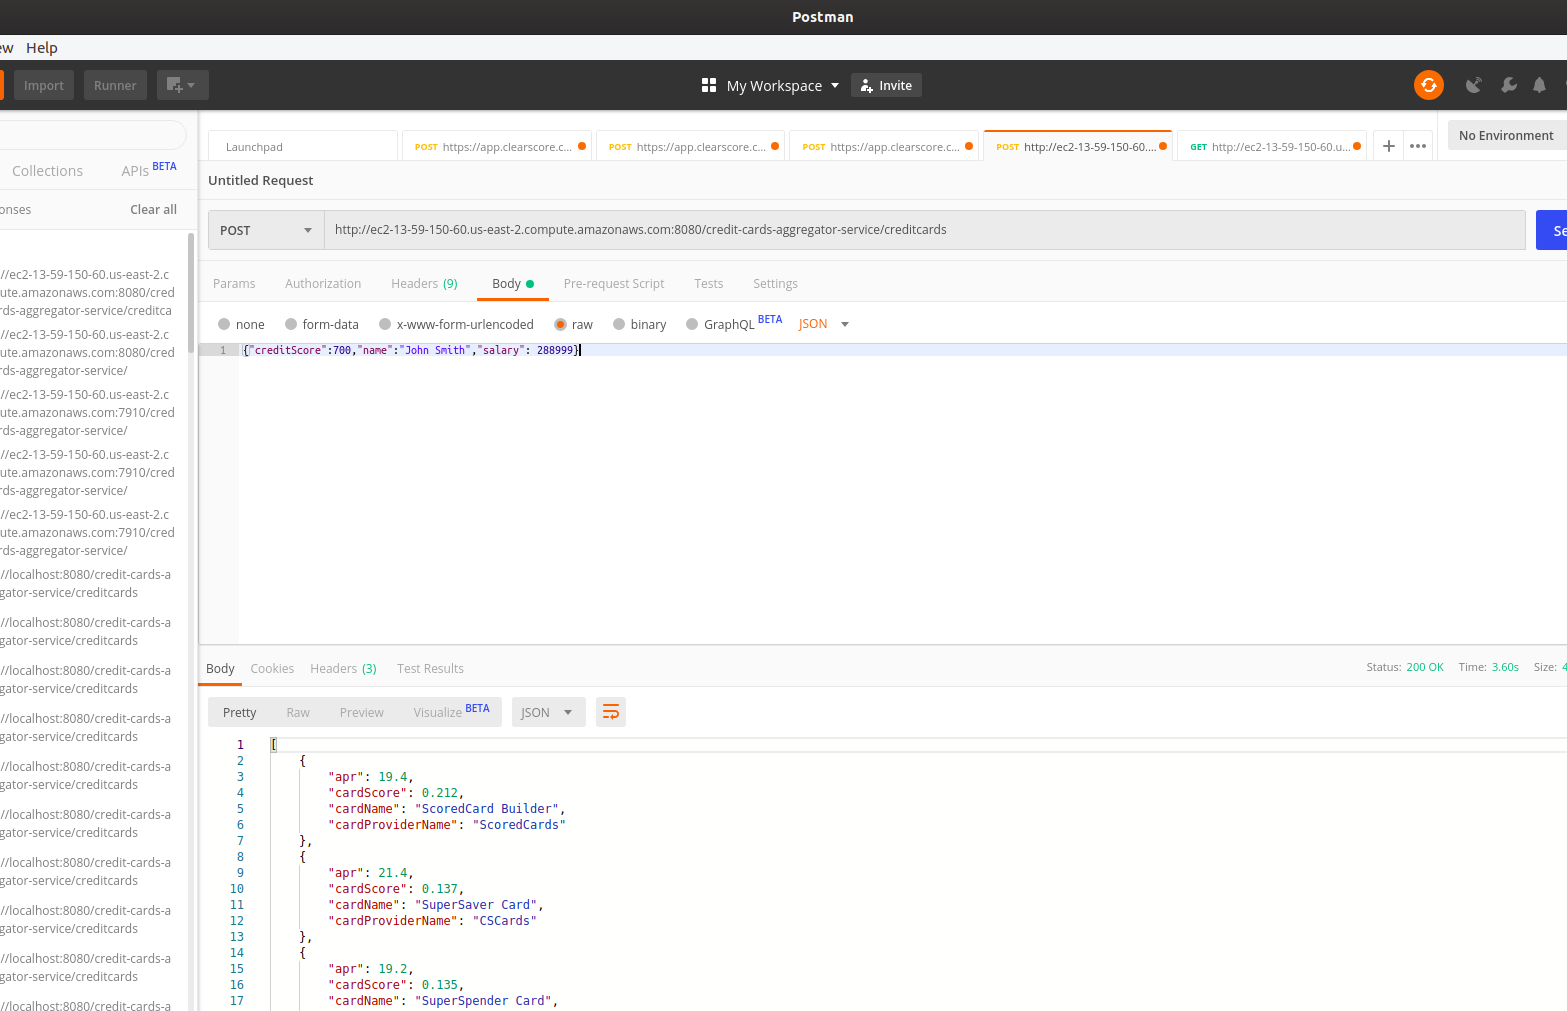 Postman
ew Help
Import Runner My Workspace Invite
Launchpad POST https://app.clearscore.c... POST https://app.clearscore.c... POST https://app.clearscore.c... POST http://ec2-13-59-150-60.... GET http://ec2-13-59-150-60.u... + ••• No Environment
Collections APIs BETA
Untitled Request
onses Clear all
POST http://ec2-13-59-150-60.us-east-2.compute.amazonaws.com:8080/credit-cards-aggregator-service/creditcards Se
//ec2-13-59-150-60.us-east-2.c
ute.amazonaws.com:8080/cred
rds-aggregator-service/creditca
//ec2-13-59-150-60.us-east-2.c
ute.amazonaws.com:8080/cred
rds-aggregator-service/
//ec2-13-59-150-60.us-east-2.c
ute.amazonaws.com:7910/cred
rds-aggregator-service/
//ec2-13-59-150-60.us-east-2.c
ute.amazonaws.com:7910/cred
rds-aggregator-service/
//ec2-13-59-150-60.us-east-2.c
ute.amazonaws.com:7910/cred
rds-aggregator-service/
//localhost:8080/credit-cards-a
gator-service/creditcards
//localhost:8080/credit-cards-a
gator-service/creditcards
//localhost:8080/credit-cards-a
gator-service/creditcards
//localhost:8080/credit-cards-a
gator-service/creditcards
//localhost:8080/credit-cards-a
gator-service/creditcards
//localhost:8080/credit-cards-a
gator-service/creditcards
//localhost:8080/credit-cards-a
gator-service/creditcards
//localhost:8080/credit-cards-a
gator-service/creditcards
//localhost:8080/credit-cards-a
gator-service/creditcards
//localhost:8080/credit-cards-a
Params Authorization Headers (9) Body Pre-request Script Tests Settings
none form-data x-www-form-urlencoded raw binary GraphQL BETA JSON
1 {"creditScore":700,"name":"John Smith","salary": 288999}
Body Cookies Headers (3) Test Results Status: 200 OK Time: 3.60s Size: 4
Pretty Raw Preview Visualize BETA JSON
1 [
2 {
3 "apr": 19.4,
4 "cardScore": 0.212,
5 "cardName": "ScoredCard Builder",
6 "cardProviderName": "ScoredCards"
7 },
8 {
9 "apr": 21.4,
10 "cardScore": 0.137,
11 "cardName": "SuperSaver Card",
12 "cardProviderName": "CSCards"
13 },
14 {
15 "apr": 19.2,
16 "cardScore": 0.135,
17 "cardName": "SuperSpender Card",